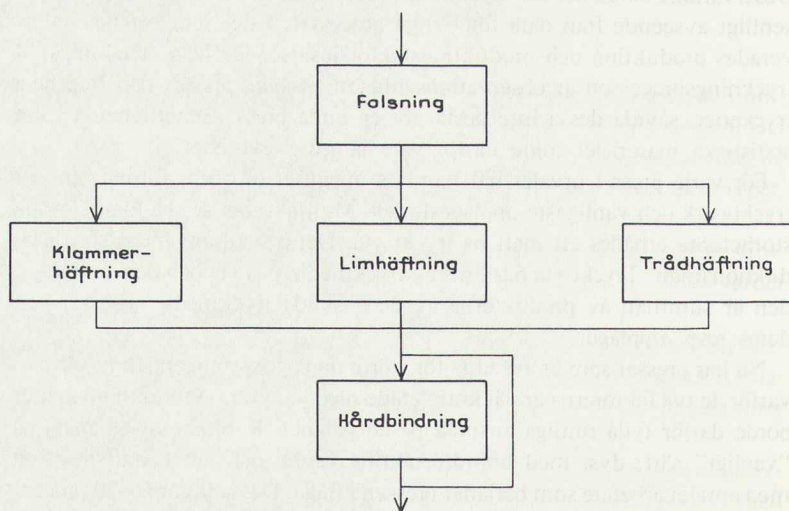 Falsning
Klammer-
häftning
Limhäftning
Trådhäftning
Hårdbindning